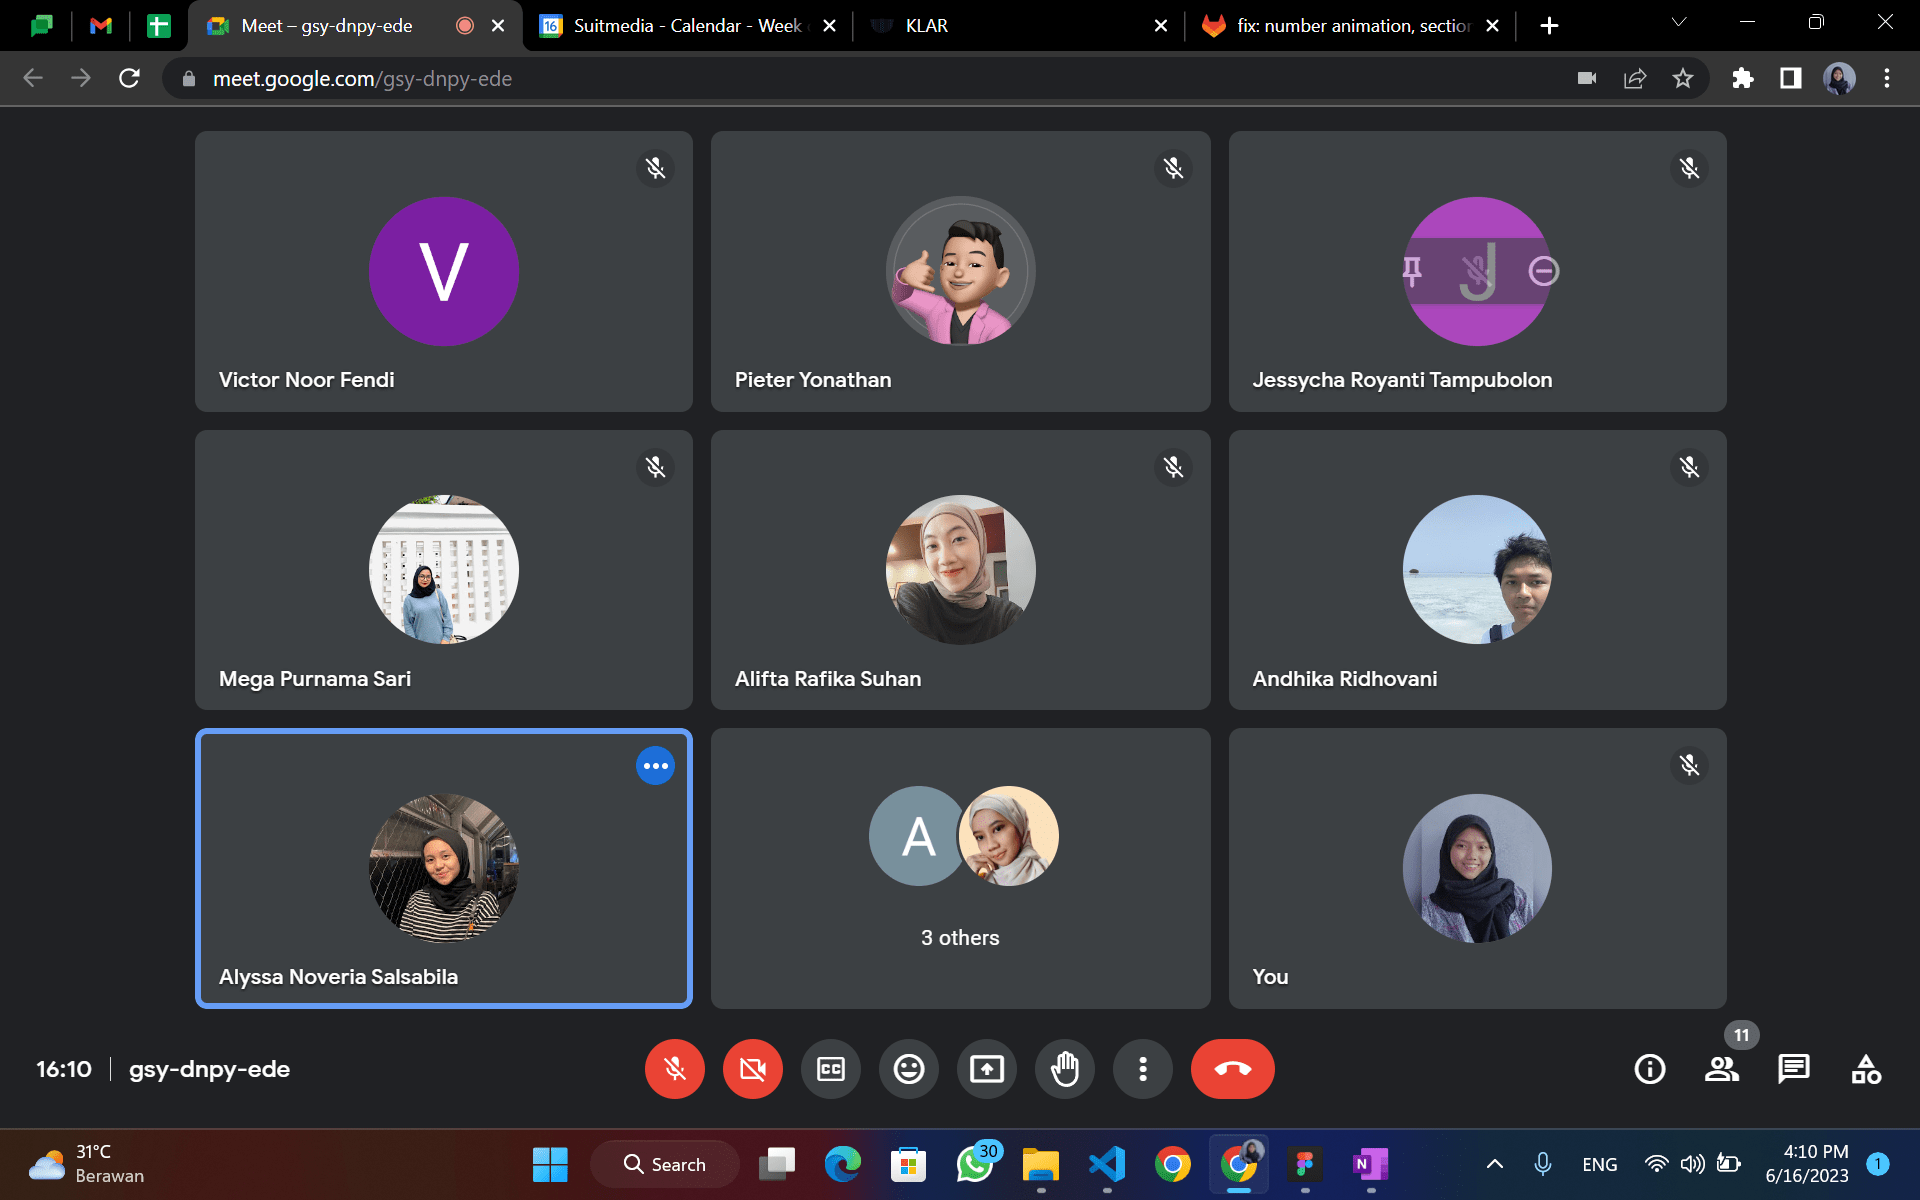 Meet – gsy-dnpy-ede
16
Suitmedia - Calendar - Week
KLAR
fix: number animation, section
meet.google.com/gsy-dnpy-ede
V
J
Victor Noor Fendi
Pieter Yonathan
Jessycha Royanti Tampubolon
Mega Purnama Sari
Alifta Rafika Suhan
Andhika Ridhovani
A
3 others
Alyssa Noveria Salsabila
You
16:10
gsy-dnpy-ede
CC
11
31°C
Berawan
Search
30
N
ENG
4:10 PM
6/16/2023
1